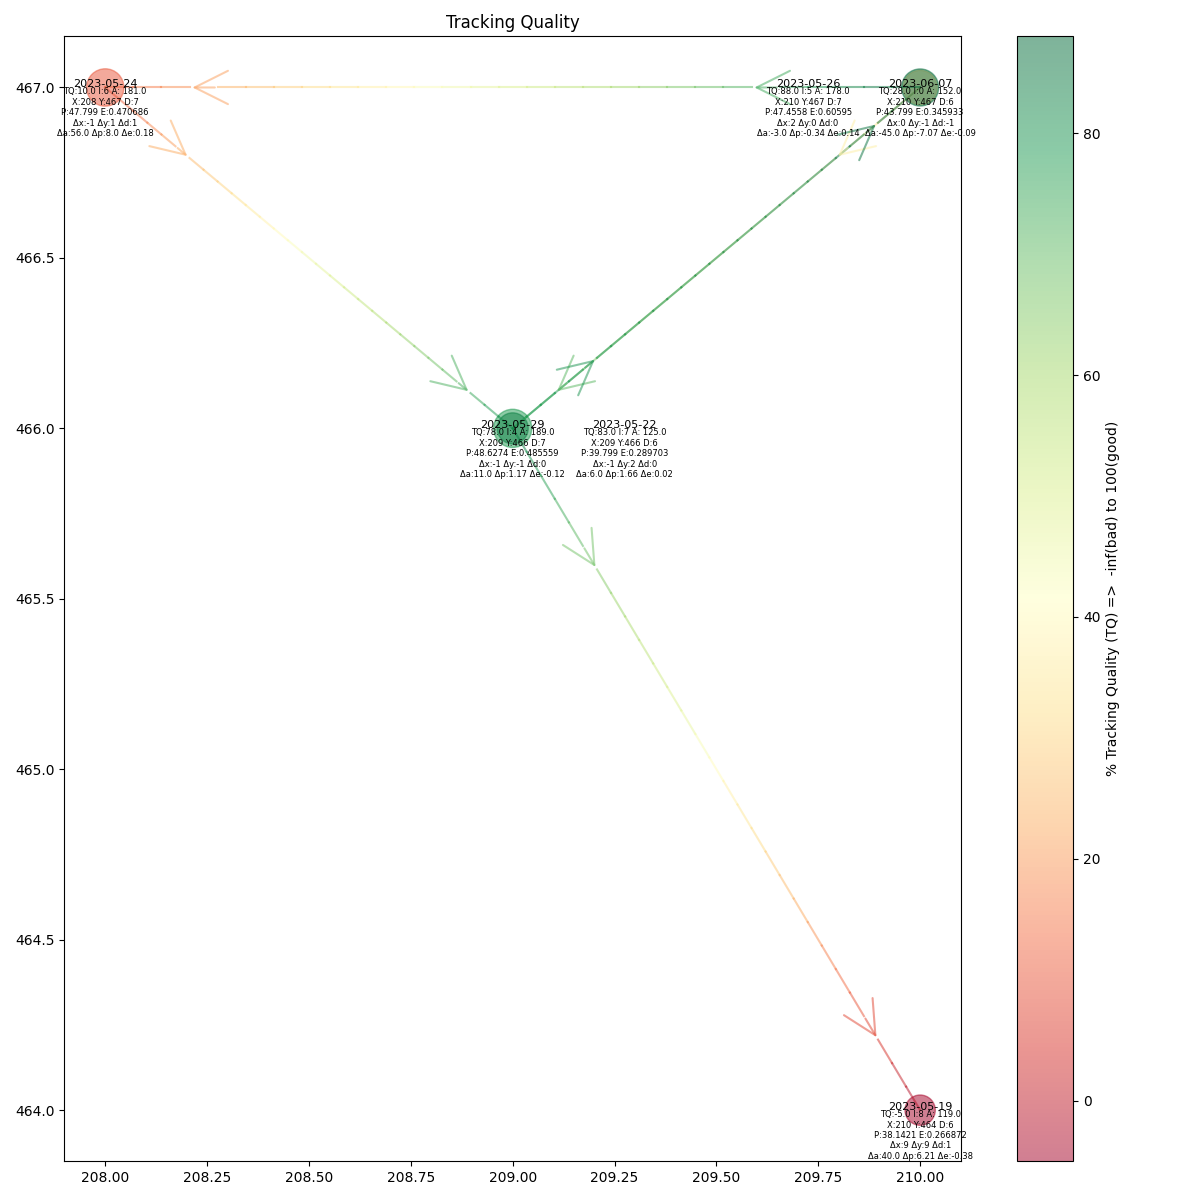 Tracking Quality
467.0
466.5
466.0
465.5
465.0
464.5
464.0
2023-05-24
TQ:10.0 I:6 A: 181.0
X:208 Y:467 D:7
P:47.799 E:0.470686
Δx:-1 Δy:1 Δd:1
Δa:56.0 Δp:8.0 Δe:0.18
2023-05-26
TQ:88.0 I:5 A: 178.0
X:210 Y:467 D:7
P:47.4558 E:0.60595
Δx:2 Δy:0 Δd:0
Δa:-3.0 Δp:-0.34 Δe:0.14
2023-06-07
TQ:28.0 I:0 A: 152.0
X:210 Y:467 D:6
P:43.799 E:0.345933
Δx:0 Δy:-1 Δd:-1
Δa:-45.0 Δp:-7.07 Δe:-0.09
2023-05-29
TQ:78.0 I:4 A: 189.0
X:209 Y:466 D:7
P:48.6274 E:0.485559
Δx:-1 Δy:-1 Δd:0
Δa:11.0 Δp:1.17 Δe:-0.12
2023-05-22
TQ:83.0 I:7 A: 125.0
X:209 Y:466 D:6
P:39.799 E:0.289703
Δx:-1 Δy:2 Δd:0
Δa:6.0 Δp:1.66 Δe:0.02
2023-05-19
TQ:-5.0 I:8 A: 119.0
X:210 Y:464 D:6
P:38.1421 E:0.266872
Δx:9 Δy:9 Δd:1
Δa:40.0 Δp:6.21 Δe:-0.38
208.00 208.25 208.50 208.75 209.00 209.25 209.50 209.75 210.00
80
60
40
20
0
% Tracking Quality (TQ) => -inf(bad) to 100(good)